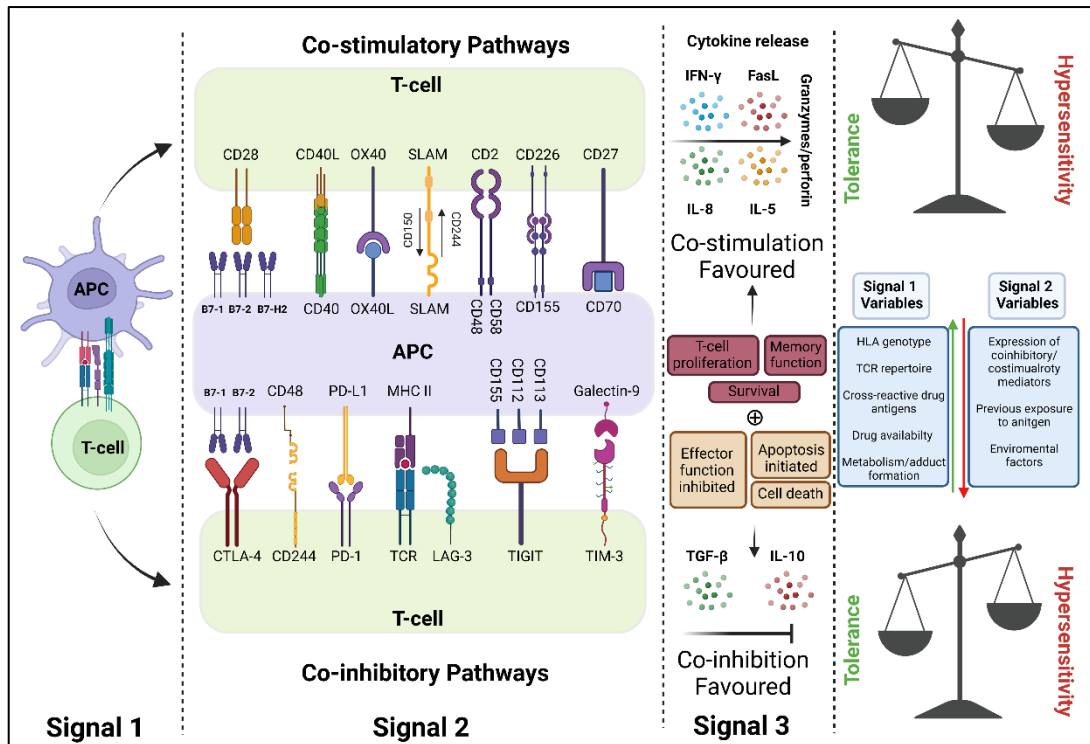 APC
T-cell
Signal 1
Co-stimulatory Pathways
T-cell
CD28
CD40L
OX40
SLAM
CD2
CD226
CD27
CD150
CD244
B7-1
B7-2
B7-H2
CD40
OX40L
SLAM
CD48
CD58
CD155
CD70
APC
B7-1
B7-2
CD48
PD-L1
MHC II
CD155
CD112
CD113
Galectin-9
CTLA-4
CD244
PD-1
TCR
LAG-3
TIGIT
TIM-3
T-cell
Co-inhibitory Pathways
Signal 2
Cytokine release
IFN-γ
FasL
Granzymes/perforin
IL-8
IL-5
Co-stimulation
Favoured
T-cell
proliferation
Memory
function
Survival
Effector
function
inhibited
Apoptosis
initiated
Cell death
TGF-β
IL-10
Co-inhibition
Favoured
Signal 3
Tolerance
Hypersensitivity
Signal 1
Variables
Signal 2
Variables
HLA genotype
TCR repertoire
Cross-reactive drug
antigens
Drug availabilty
Metabolism/adduct
formation
Expression of
coinhibitory/
costimualroty
mediators
Previous exposure
to anitgen
Enviromental
factors
Tolerance
Hypersensitivity